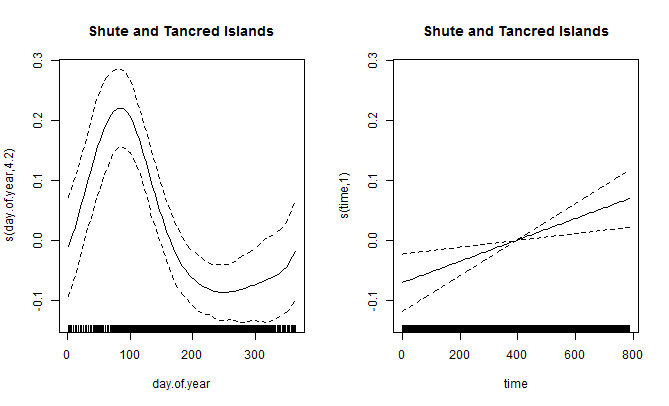 Shute and Tancred Islands
s(day.of.year,4.2)
0.3
0.2
0.1
0.0
-0.1
0 100 200 300
day.of.year
Shute and Tancred Islands
s(time,1)
0.3
0.2
0.1
0.0
-0.1
0 200 400 600 800
time